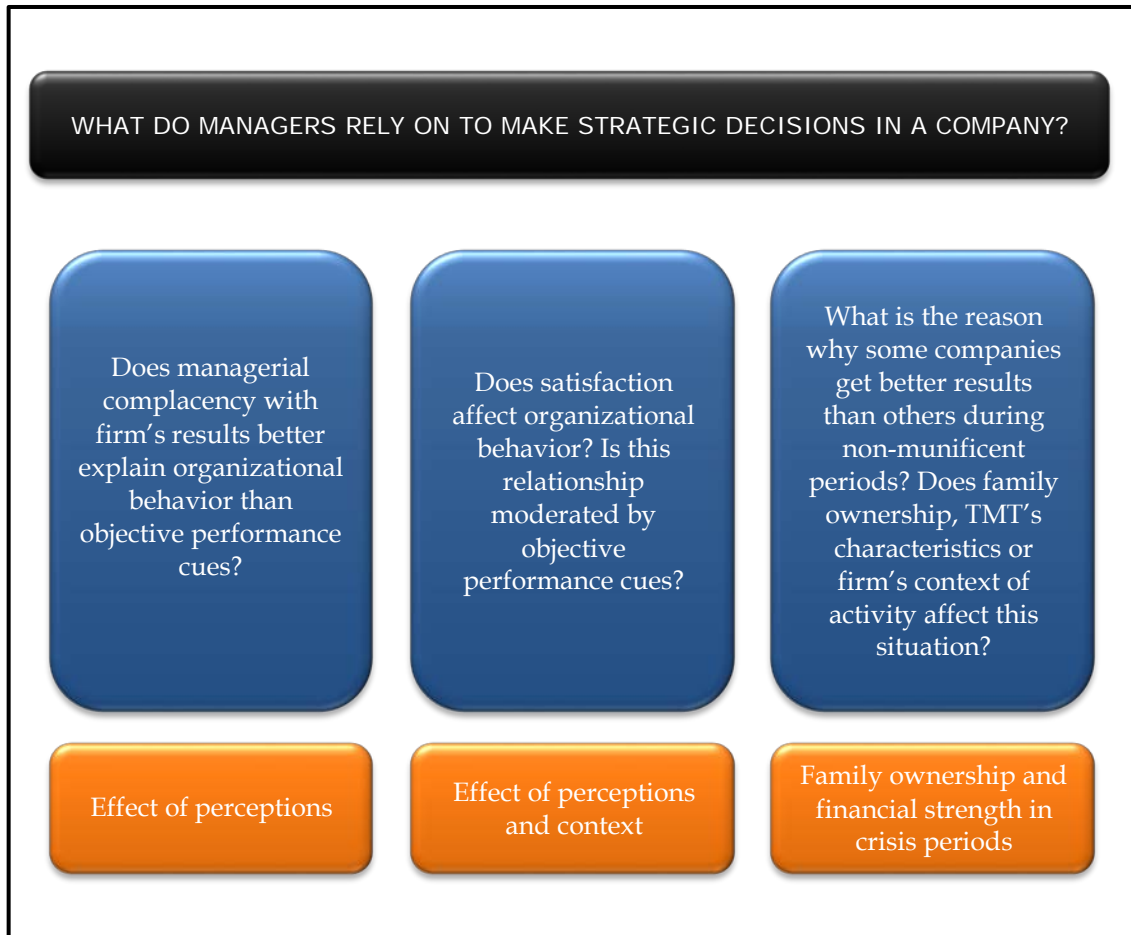 WHAT DO MANAGERS RELY ON TO MAKE STRATEGIC DECISIONS IN A COMPANY?
Does managerial
complacency with
firm's results better
explain organizational
behavior than
objective performance
cues?
Does satisfaction
affect organizational
behavior? Is this
relationship
moderated by
objective
performance cues?
What is the reason
why some companies
get better results
than others during
non-munificent
periods? Does family
ownership, TMT's
characteristics or
firm's context of
activity affect this
situation?
Effect of perceptions
Effect of perceptions
and context
Family ownership and
financial strength in
crisis periods